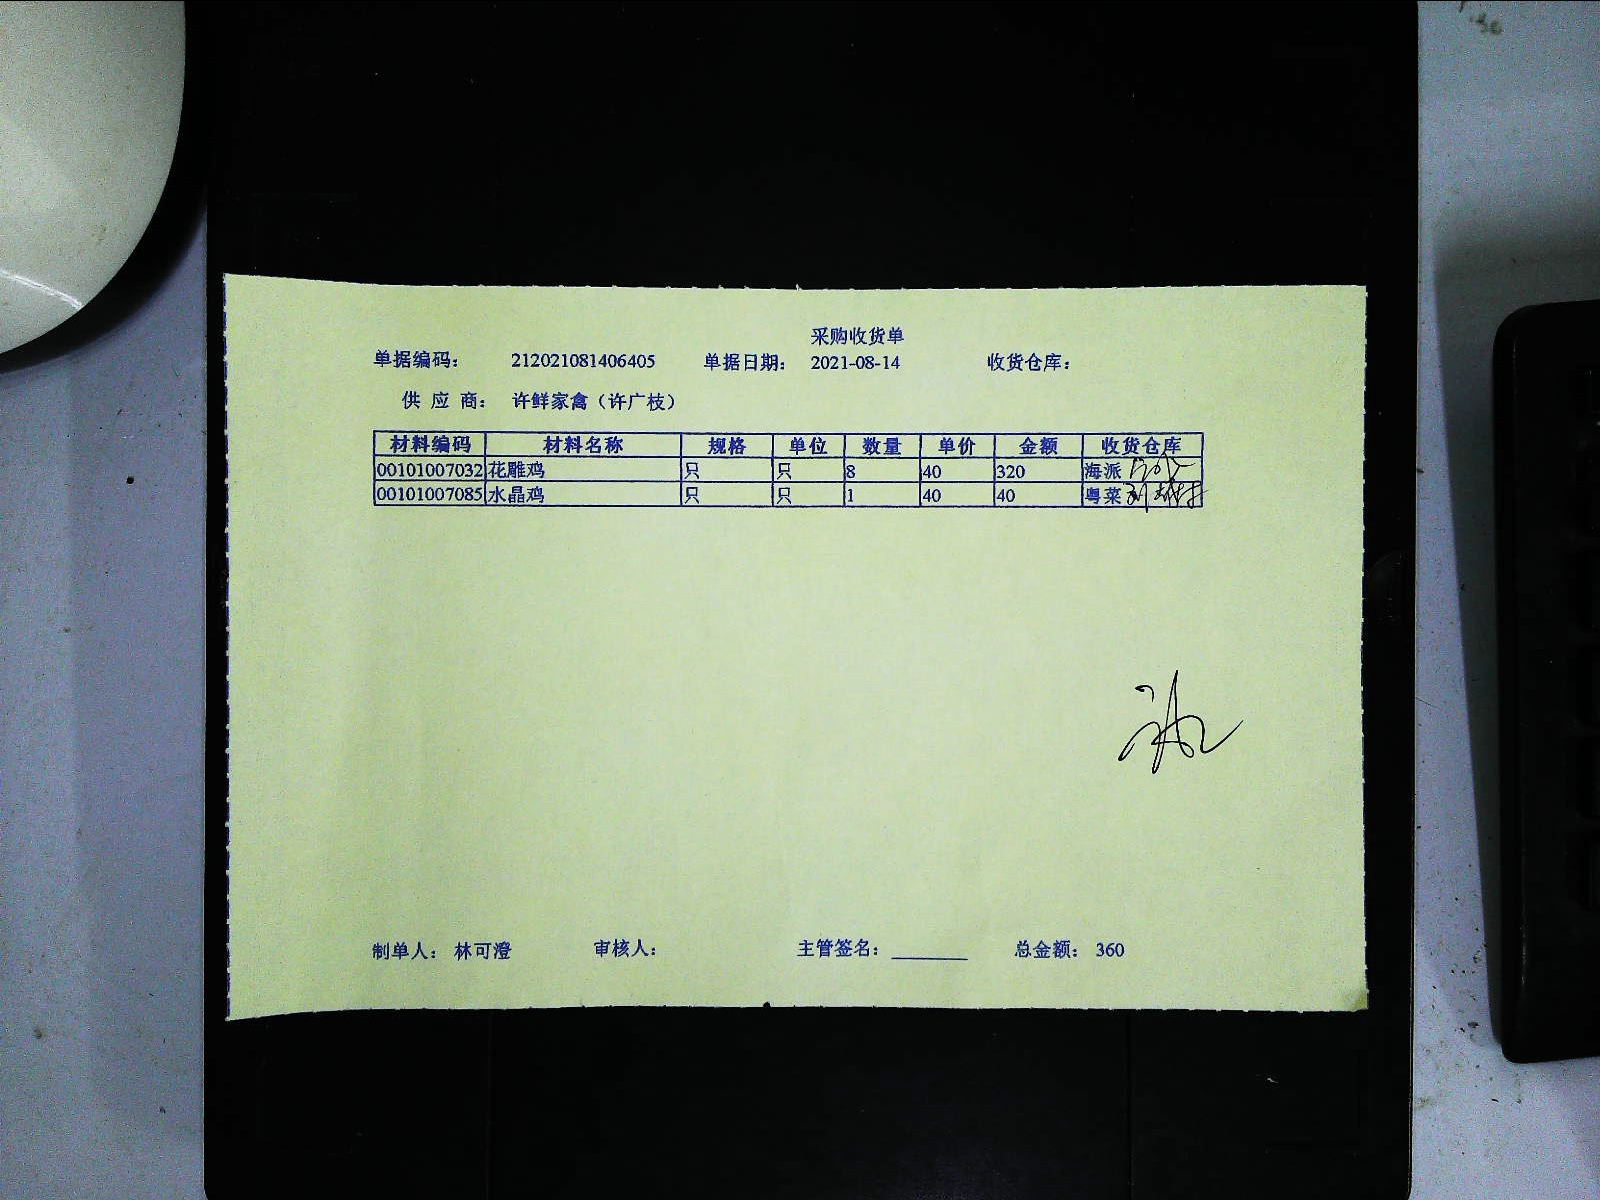 采购收货单
单据编码： 212021081406405 单据日期： 2021-08-14 收货仓库：
供 应 商： 许鲜家禽（许广枝）
材料编码 材料名称 规格 单位 数量 单价 金额 收货仓库
00101007032 花雕鸡 只 只 8 40 320 海派
00101007085 水晶鸡 只 只 1 40 40 粤菜
制单人： 林可澄 审核人： 主管签名： 总金额： 360